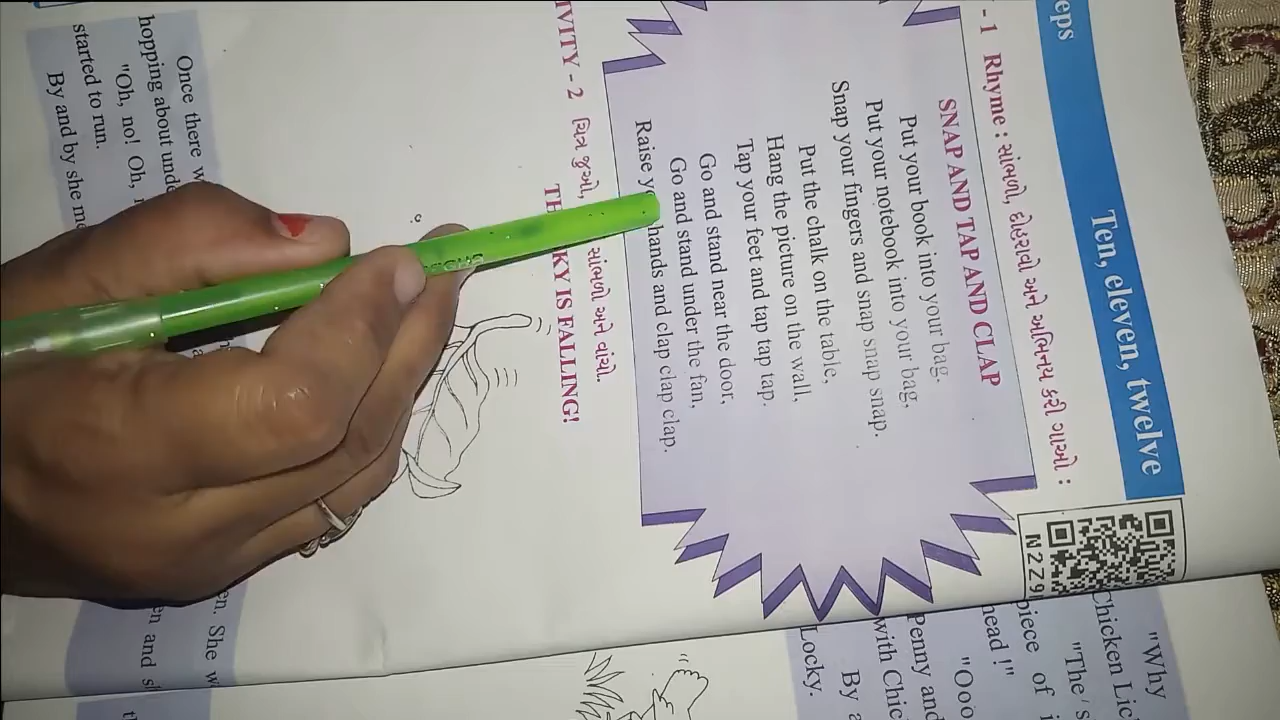 eps
Ten, eleven, twelve
- 1 Rhyme : સાંભળો, દોહરાવો અને અભિનય કરી ગાઓ :
N2Z9
SNAP AND TAP AND CLAP
Put your book into your bag.
Put your notebook into your bag,
Snap your fingers and snap snap snap.
Put the chalk on the table,
Hang the picture on the wall,
Tap your feet and tap tap tap.
Go and stand near the door,
Go and stand under the fan,
Raise hands and clap clap clap.
IVITY - 2 ચિત્ર જુઓ, સાંભળો અને વાંચો.
KY IS FALLING!
Once there
hopping about
"Oh, no! Oh,
started to run.
By and by she
en. She
en and
"Why
Chicken
"The
piece of
head !"
"Ooo
Penny and
with
By
Locky.